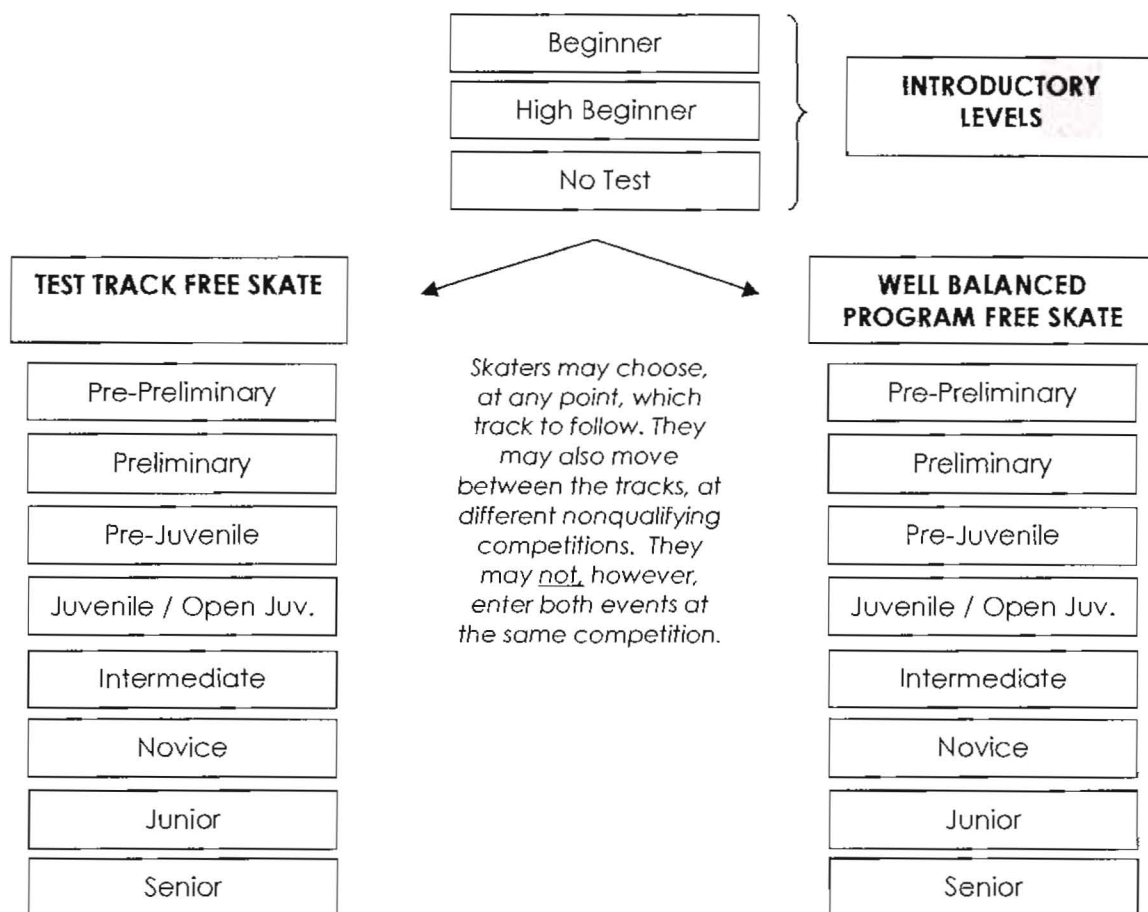 Beginner
High Beginner
No Test
INTRODUCTORY
LEVELS
TEST TRACK FREE SKATE
Pre-Preliminary
Preliminary
Pre-Juvenile
Juvenile / Open Juv.
Intermediate
Novice
Junior
Senior
Skaters may choose,
at any point, which
track to follow. They
may also move
between the tracks, at
different nonqualifying
competitions. They
may not, however,
enter both events at
the same competition.
WELL BALANCED
PROGRAM FREE SKATE
Pre-Preliminary
Preliminary
Pre-Juvenile
Juvenile / Open Juv.
Intermediate
Novice
Junior
Senior